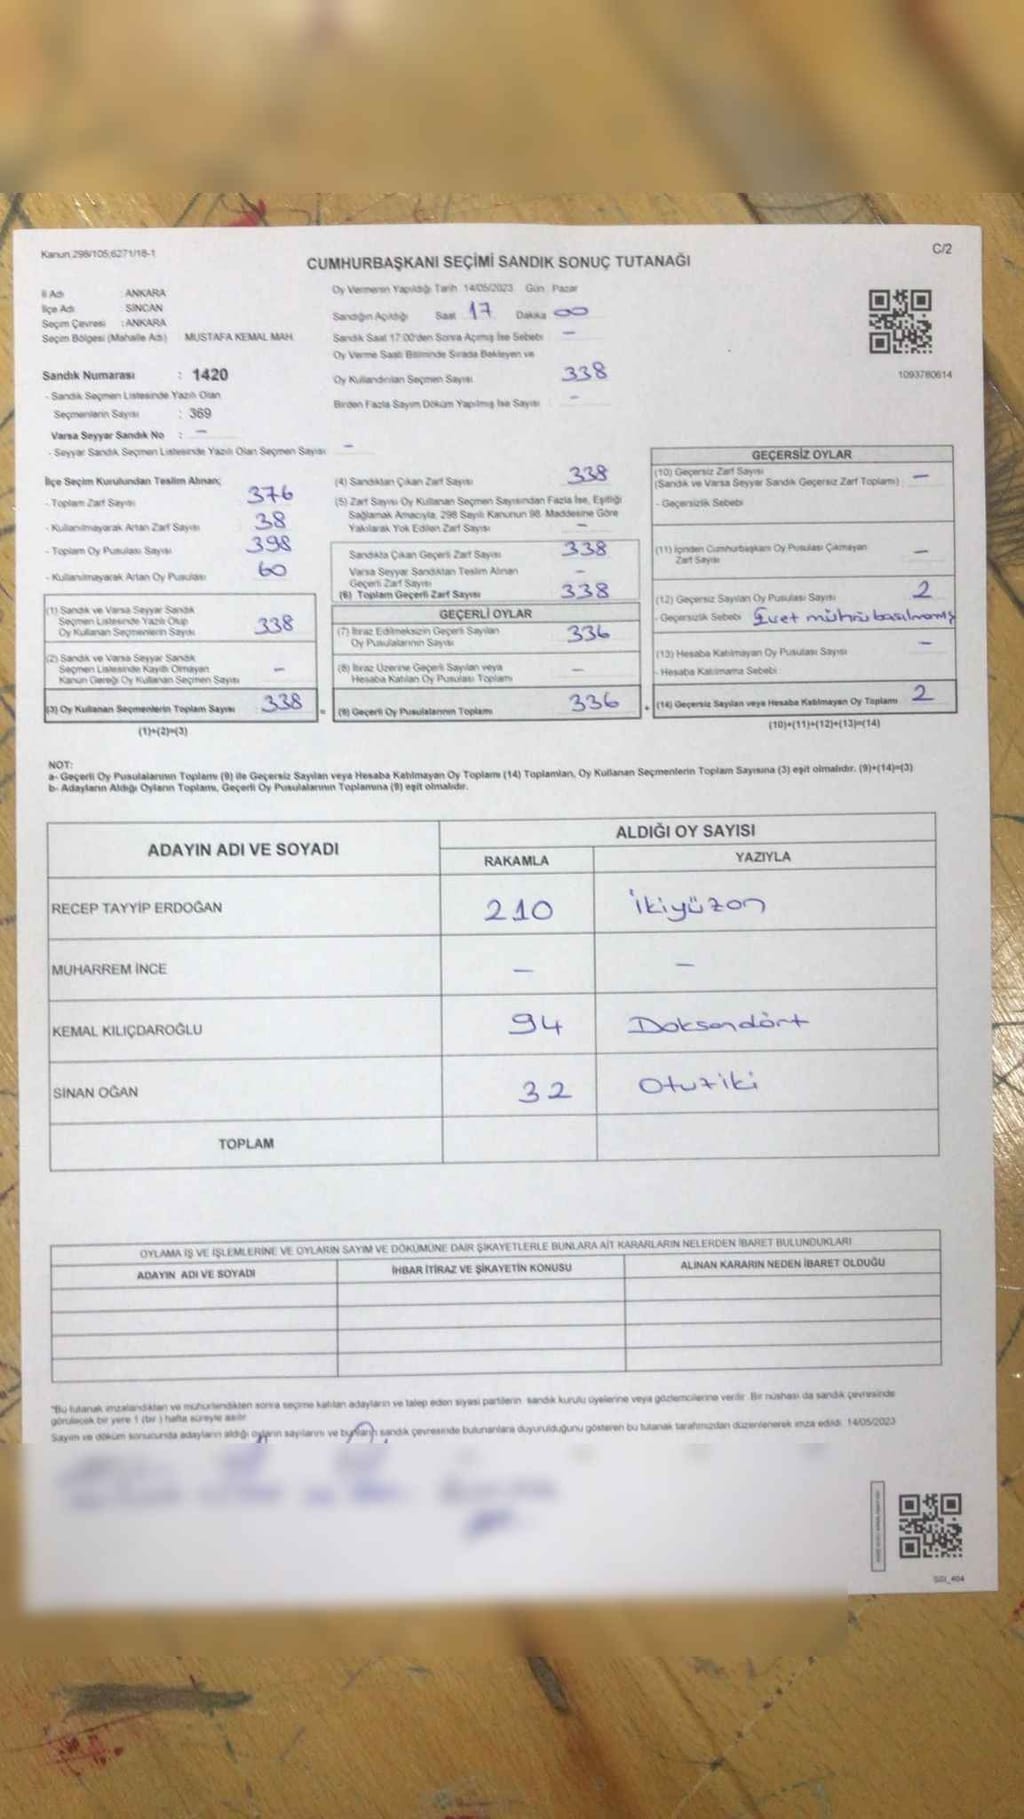 Kanun:298/105;6271/18-1
C/2
CUMHURBAŞKANI SEÇİMİ SANDIK SONUÇ TUTANAĞI
İl Adı : ANKARA
İlçe Adı : SİNCAN
Seçim Çevresi : ANKARA
Seçim Bölgesi (Mahalle Adı) MUSTAFA KEMAL MAH.
Oy Vermenin Yapıldığı Tarih 14/05/2023 Gün Pazar
Sandığın Açıldığı Saat 17 Dakika 00
Sandık Saat 17:00'den Sonra Açımış İse Sebebi –
Oy Verme Saati Bitiminde Sırada Bekleyen ve
Oy Kullandırılan Seçmen Sayısı 338
Birden Fazla Sayım Döküm Yapılmış İse Sayısı : –
1093780614
Sandık Numarası : 1420
- Sandık Seçmen Listesinde Yazılı Olan
Seçmenlerin Sayısı : 369
Varsa Seyyar Sandık No : –
- Seyyar Sandık Seçmen Listesinde Yazılı Olan Seçmen Sayısı –
İlçe Seçim Kurulundan Teslim Alınan;
- Toplam Zarf Sayısı 376
- Kullanılmayarak Artan Zarf Sayısı 38
- Toplam Oy Pusulası Sayısı 398
- Kullanılmayarak Artan Oy Pusulası 60
(1) Sandık ve Varsa Seyyar Sandık
Seçmen Listesinde Yazılı Olup
Oy Kullanan Seçmenlerin Sayısı 338
(2) Sandık ve Varsa Seyyar Sandık
Seçmen Listesinde Kayıtlı Olmayan
Kanun Gereği Oy Kullanan Seçmen Sayısı –
(3) Oy Kullanan Seçmenlerin Toplam Sayısı 338 =
(1)+(2)=(3)
(4) Sandıktan Çıkan Zarf Sayısı 338
(5) Zarf Sayısı Oy Kullanan Seçmen Sayısından Fazla İse, Eşitliği
Sağlamak Amacıyla, 298 Sayılı Kanunun 98. Maddesine Göre
Yakılarak Yok Edilen Zarf Sayısı –
Sandıkta Çıkan Geçerli Zarf Sayısı 338
Varsa Seyyar Sandıktan Teslim Alınan
Geçerli Zarf Sayısı –
(6) Toplam Geçerli Zarf Sayısı 338
GEÇERLİ OYLAR
(7) İtiraz Edilmeksizin Geçerli Sayılan
Oy Pusulalarının Sayısı 336
(8) İtiraz Üzerine Geçerli Sayılan veya
Hesaba Katılan Oy Pusulası Toplamı –
(9) Geçerli Oy Pusulalarının Toplamı 336 +
GEÇERSİZ OYLAR
(10) Geçersiz Zarf Sayısı
(Sandık ve Varsa Seyyar Sandık Geçersiz Zarf Toplamı) –
- Geçersizlik Sebebi
(11) İçinden Cumhurbaşkanı Oy Pusulası Çıkmayan
Zarf Sayısı –
(12) Geçersiz Sayılan Oy Pusulası Sayısı 2
- Geçersizlik Sebebi Evet mührü basılmamış
(13) Hesaba Katılmayan Oy Pusulası Sayısı –
- Hesaba Katılmama Sebebi
(14) Geçersiz Sayılan veya Hesaba Katılmayan Oy Toplamı 2
(10)+(11)+(12)+(13)=(14)
NOT:
a- Geçerli Oy Pusulalarının Toplamı (9) ile Geçersiz Sayılan veya Hesaba Katılmayan Oy Toplamı (14) Toplamları, Oy Kullanan Seçmenlerin Toplam Sayısına (3) eşit olmalıdır. (9)+(14)=(3)
b- Adayların Aldığı Oyların Toplamı, Geçerli Oy Pusulalarının Toplamına (9) eşit olmalıdır.
ADAYIN ADI VE SOYADI
ALDIĞI OY SAYISI
RAKAMLA YAZIYLA
RECEP TAYYİP ERDOĞAN 210 İkiyüzon
MUHARREM İNCE – –
KEMAL KILIÇDAROĞLU 94 Doksandört
SİNAN OĞAN 32 Otuziki
TOPLAM
OYLAMA İŞ VE İŞLEMLERİNE VE OYLARIN SAYIM VE DÖKÜMÜNE DAİR ŞİKAYETLERLE BUNLARA AİT KARARLARIN NELERDEN İBARET BULUNDUKLARI
ADAYIN ADI VE SOYADI İHBAR İTİRAZ VE ŞİKAYETİN KONUSU ALINAN KARARIN NEDEN İBARET OLDUĞU
"Bu tutanak imzalandıktan ve mühürlendikten sonra seçime katılan adayların ve talep eden siyasi partilerin sandık kurulu üyelerine veya gözlemcilerine verilir. Bir nüshası da sandık çevresinde
görülecek bir yere 1 (bir) hafta süreyle asılır.
Sayım ve döküm sonucunda adayların aldığı oyların sayılarını ve bunların sandık çevresinde bulunanlara duyurulduğunu gösteren bu tutanak tarafımızdan düzenlenerek imza edildi. 14/05/2023